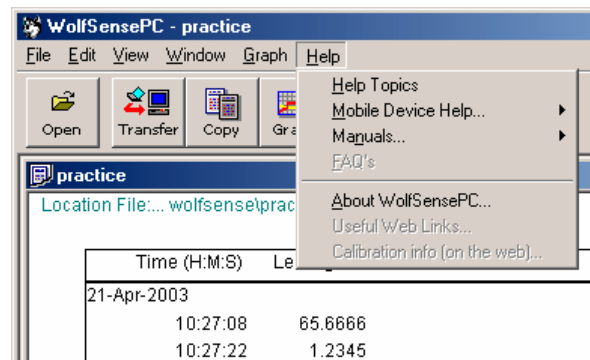 WolfSensePC - practice
File Edit View Window Graph Help
Open Transfer Copy Gra
Help Topics
Mobile Device Help...
Manuals...
FAQ's
About WolfSensePC...
Useful Web Links...
Calibration info (on the web)...
practice
Location File:... wolfsense\prac
Time (H:M:S) Le
21-Apr-2003
10:27:08 65.6666
10:27:22 1.2345